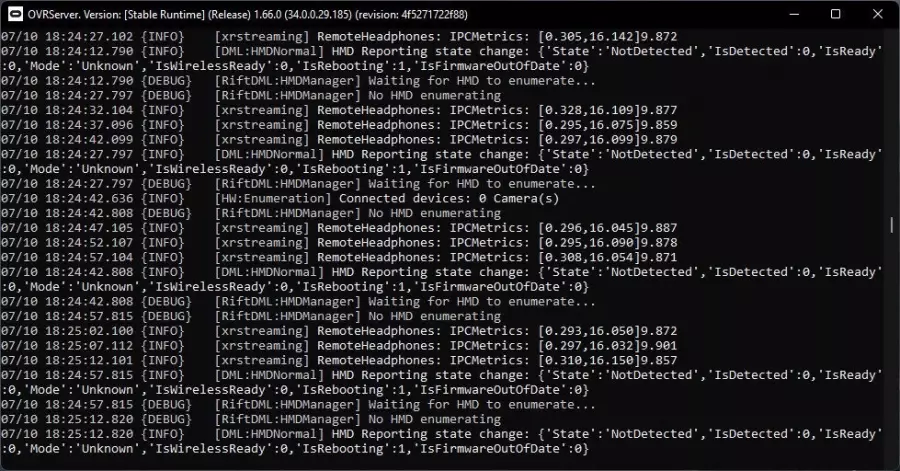 OVRServer. Version: [Stable Runtime] (Release) 1.66.0 (34.0.0.29.185) (revision: 4f5271722f88)
07/10 18:24:27.102 {INFO}    [xrstreaming] RemoteHeadphones: IPCMetrics: [0.305,16.142]9.872
07/10 18:24:12.790 {INFO}    [DML:HMDNormal] HMD Reporting state change: {'State':'NotDetected','IsDetected':0,'IsReady'
:0,'Mode':'Unknown','IsWirelessReady':0,'IsRebooting':1,'IsFirmwareOutOfDate':0}
07/10 18:24:12.790 {DEBUG}   [RiftDML:HMDManager] Waiting for HMD to enumerate...
07/10 18:24:27.797 {DEBUG}   [RiftDML:HMDManager] No HMD enumerating
07/10 18:24:32.104 {INFO}    [xrstreaming] RemoteHeadphones: IPCMetrics: [0.328,16.109]9.877
07/10 18:24:37.096 {INFO}    [xrstreaming] RemoteHeadphones: IPCMetrics: [0.295,16.075]9.859
07/10 18:24:42.099 {INFO}    [xrstreaming] RemoteHeadphones: IPCMetrics: [0.297,16.099]9.879
07/10 18:24:27.797 {INFO}    [DML:HMDNormal] HMD Reporting state change: {'State':'NotDetected','IsDetected':0,'IsReady'
:0,'Mode':'Unknown','IsWirelessReady':0,'IsRebooting':1,'IsFirmwareOutOfDate':0}
07/10 18:24:27.797 {DEBUG}   [RiftDML:HMDManager] Waiting for HMD to enumerate...
07/10 18:24:42.636 {INFO}    [HW:Enumeration] Connected devices: 0 Camera(s)
07/10 18:24:42.808 {DEBUG}   [RiftDML:HMDManager] No HMD enumerating
07/10 18:24:47.105 {INFO}    [xrstreaming] RemoteHeadphones: IPCMetrics: [0.296,16.045]9.887
07/10 18:24:52.107 {INFO}    [xrstreaming] RemoteHeadphones: IPCMetrics: [0.295,16.090]9.878
07/10 18:24:57.104 {INFO}    [xrstreaming] RemoteHeadphones: IPCMetrics: [0.308,16.054]9.871
07/10 18:24:42.808 {INFO}    [DML:HMDNormal] HMD Reporting state change: {'State':'NotDetected','IsDetected':0,'IsReady'
:0,'Mode':'Unknown','IsWirelessReady':0,'IsRebooting':1,'IsFirmwareOutOfDate':0}
07/10 18:24:42.808 {DEBUG}   [RiftDML:HMDManager] Waiting for HMD to enumerate...
07/10 18:24:57.815 {DEBUG}   [RiftDML:HMDManager] No HMD enumerating
07/10 18:25:02.100 {INFO}    [xrstreaming] RemoteHeadphones: IPCMetrics: [0.293,16.050]9.872
07/10 18:25:07.112 {INFO}    [xrstreaming] RemoteHeadphones: IPCMetrics: [0.297,16.032]9.901
07/10 18:25:12.101 {INFO}    [xrstreaming] RemoteHeadphones: IPCMetrics: [0.310,16.150]9.857
07/10 18:24:57.815 {INFO}    [DML:HMDNormal] HMD Reporting state change: {'State':'NotDetected','IsDetected':0,'IsReady'
:0,'Mode':'Unknown','IsWirelessReady':0,'IsRebooting':1,'IsFirmwareOutOfDate':0}
07/10 18:24:57.815 {DEBUG}   [RiftDML:HMDManager] Waiting for HMD to enumerate...
07/10 18:25:12.820 {DEBUG}   [RiftDML:HMDManager] No HMD enumerating
07/10 18:25:12.820 {INFO}    [DML:HMDNormal] HMD Reporting state change: {'State':'NotDetected','IsDetected':0,'IsReady'
:0,'Mode':'Unknown','IsWirelessReady':0,'IsRebooting':1,'IsFirmwareOutOfDate':0}